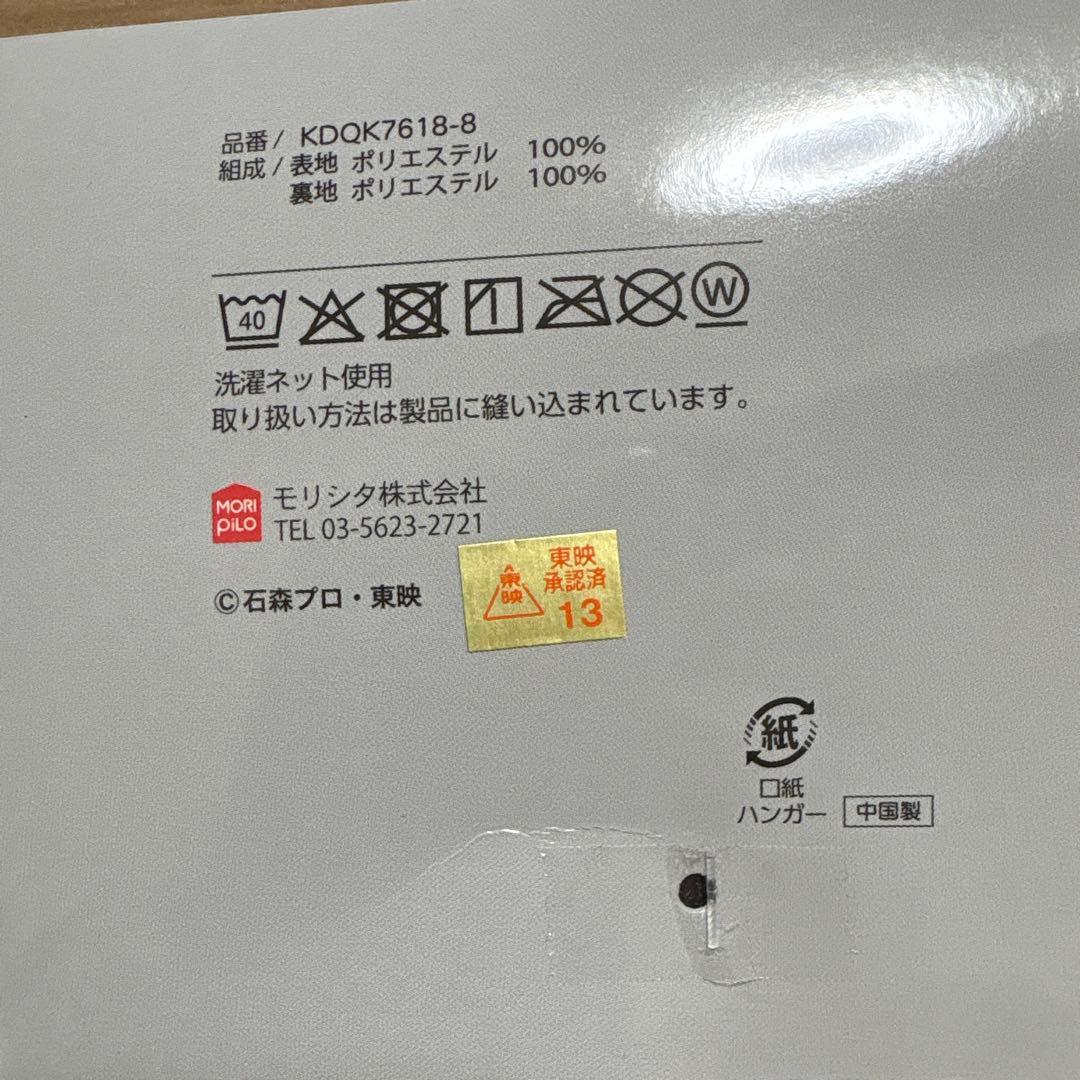 品番/ KDQK7618-8
組成/表地 ポリエステル 100%
裏地 ポリエステル 100%
40
W
洗濯ネット使用
取り扱い方法は製品に縫い込まれています。
MORI
PiLO
モリシタ株式会社
TEL 03-5623-2721
©石森プロ・東映
東映
東映
承認済
13
紙
口紙
ハンガー
中国製